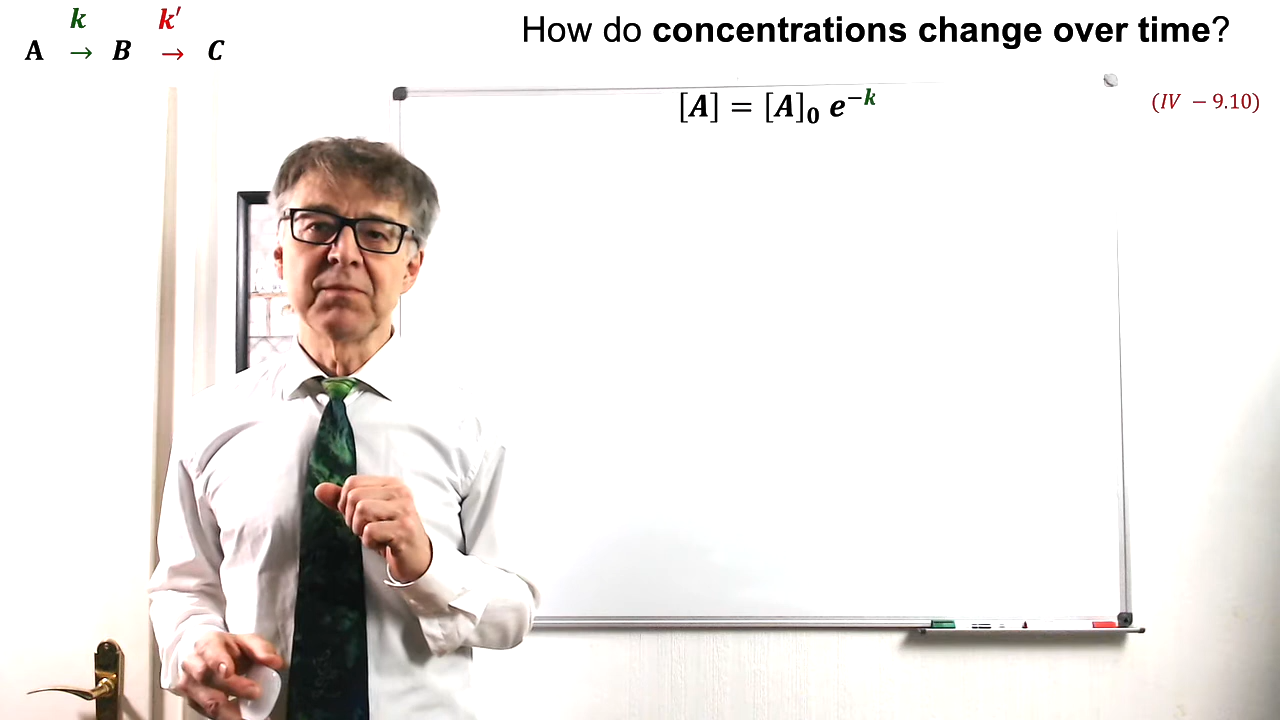 k k′
A → B → C
How do concentrations change over time?
[A] = [A]₀ e⁻ᵏ
(IV − 9.10)